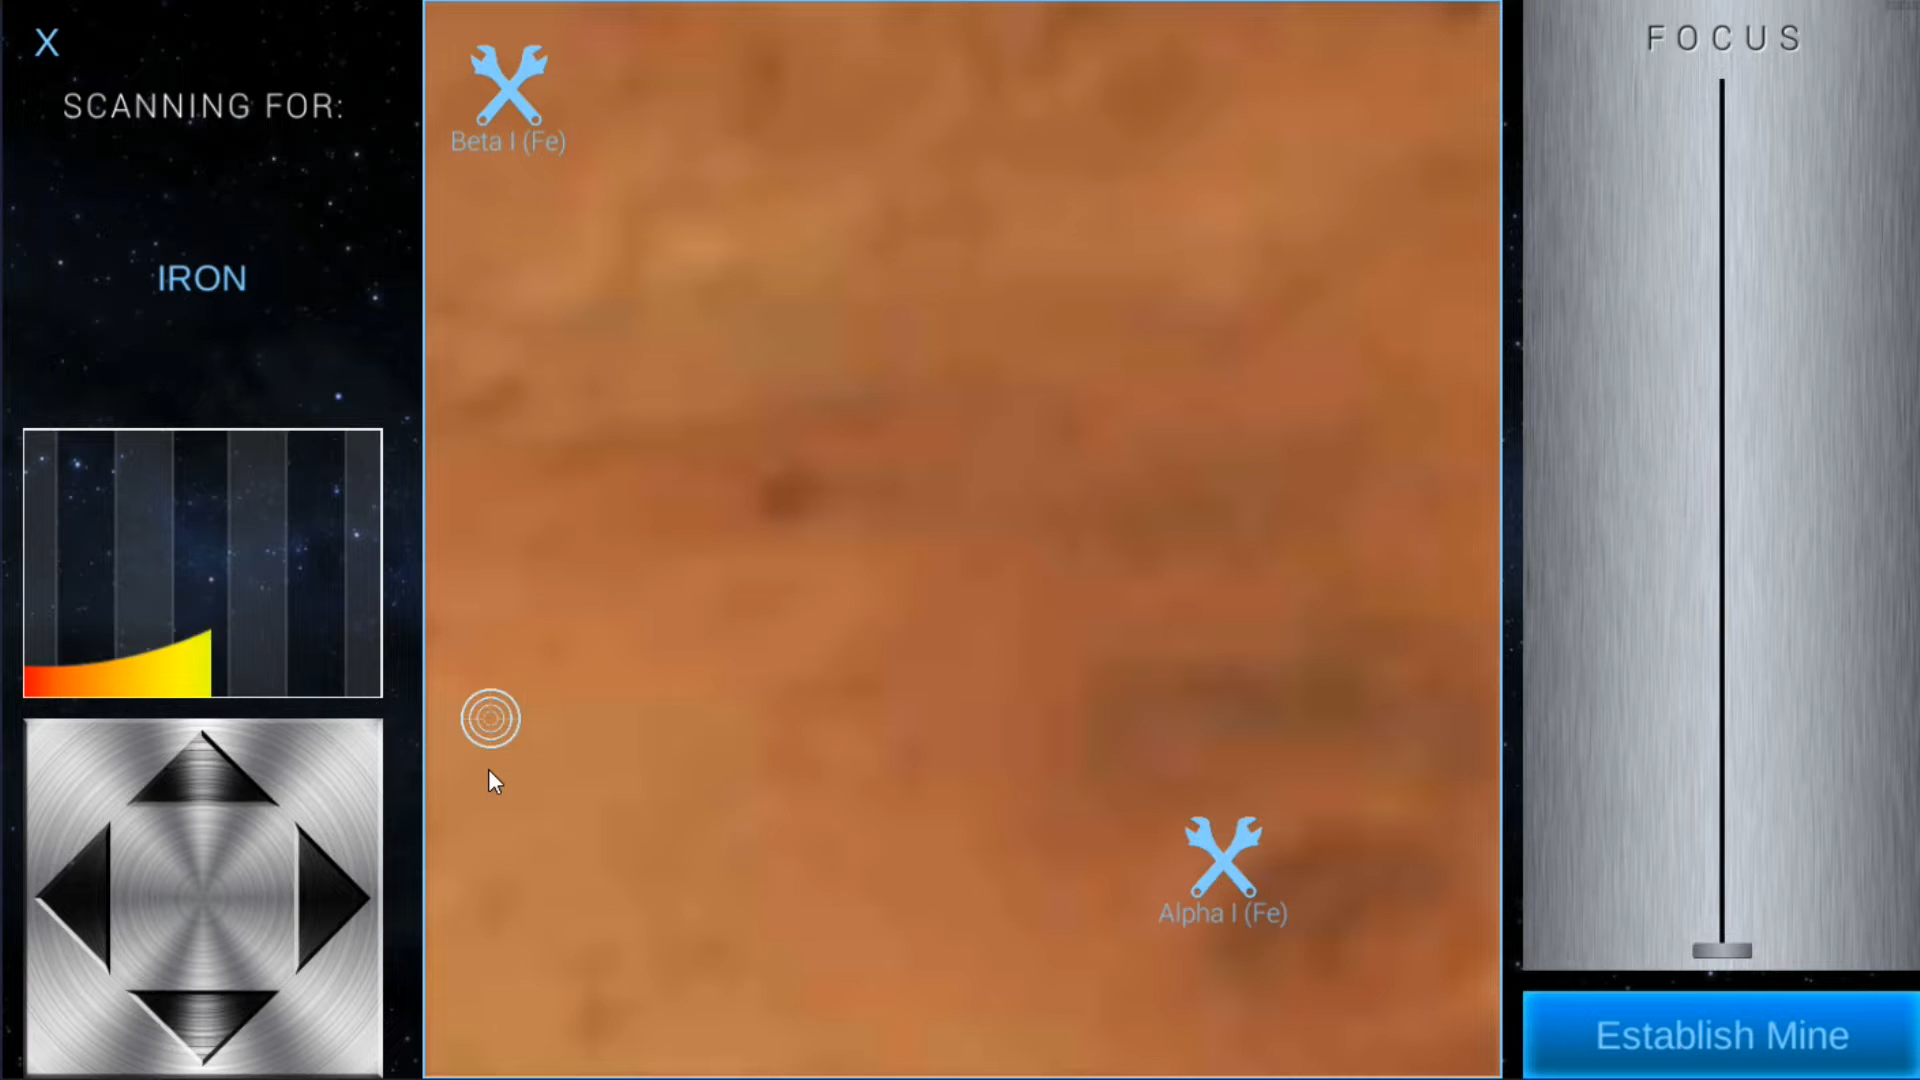 X
SCANNING FOR:
IRON
Beta I (Fe)
Alpha I (Fe)
FOCUS
Establish Mine